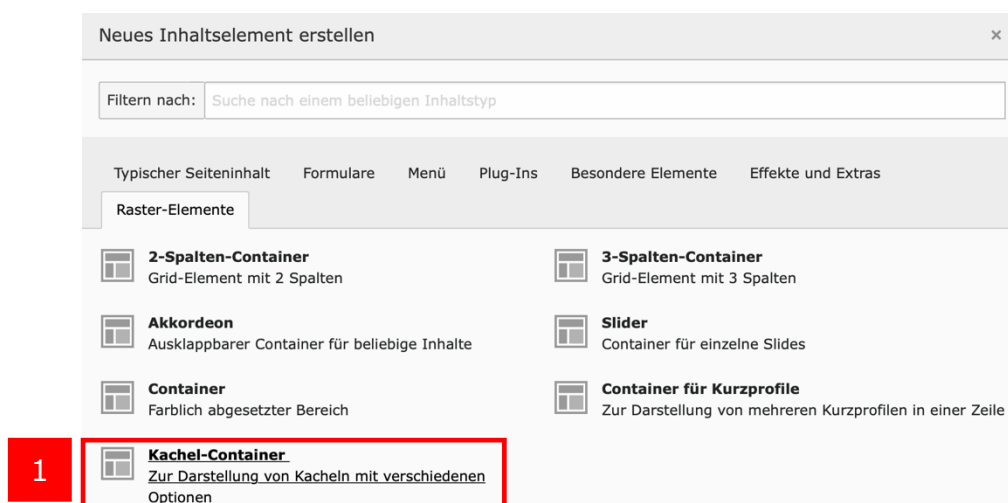 Neues Inhaltselement erstellen
×
Filtern nach: Suche nach einem beliebigen Inhaltstyp
Typischer Seiteninhalt Formulare Menü Plug-Ins Besondere Elemente Effekte und Extras
Raster-Elemente
2-Spalten-Container
Grid-Element mit 2 Spalten
3-Spalten-Container
Grid-Element mit 3 Spalten
Akkordeon
Ausklappbarer Container für beliebige Inhalte
Slider
Container für einzelne Slides
Container
Farblich abgesetzter Bereich
Container für Kurzprofile
Zur Darstellung von mehreren Kurzprofilen in einer Zeile
1
Kachel-Container
Zur Darstellung von Kacheln mit verschiedenen
Optionen